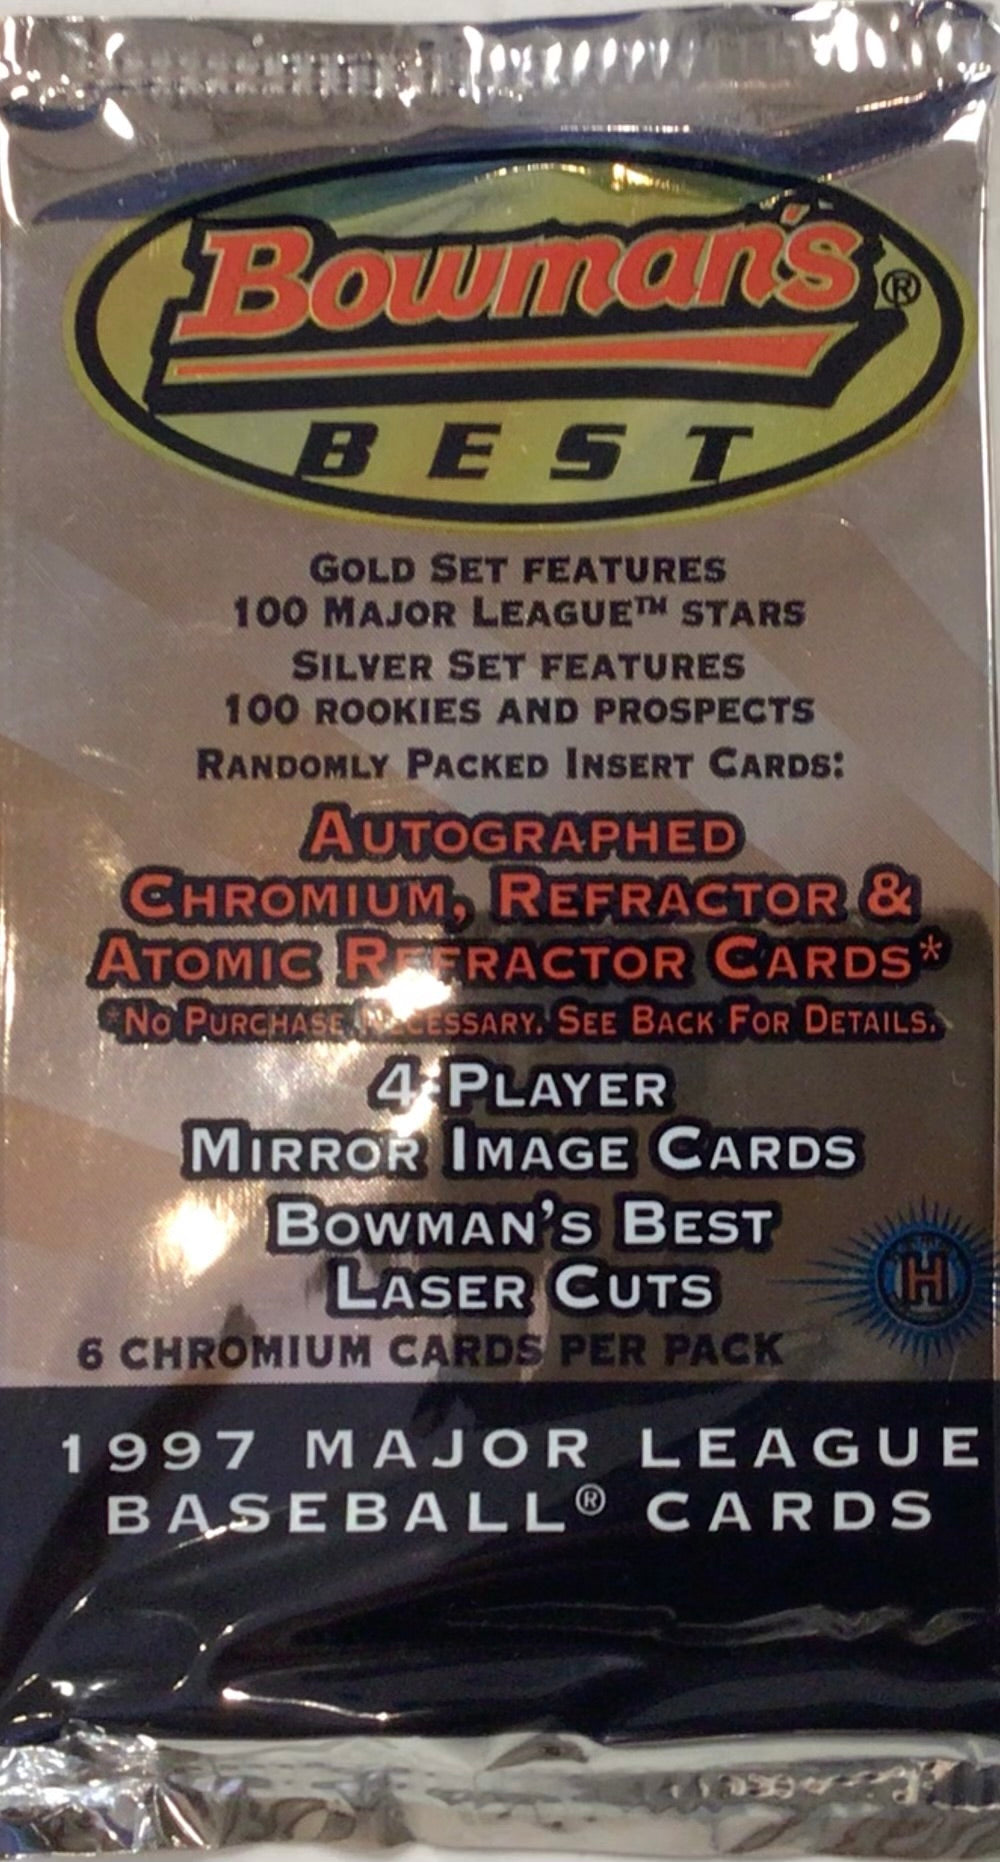 Bowman's®
BEST
GOLD SET FEATURES
100 MAJOR LEAGUE™ STARS
SILVER SET FEATURES
100 ROOKIES AND PROSPECTS
RANDOMLY PACKED INSERT CARDS:
AUTOGRAPHED
CHROMIUM, REFRACTOR &
ATOMIC REFRACTOR CARDS*
*NO PURCHASE NECESSARY. SEE BACK FOR DETAILS.
4-PLAYER
MIRROR IMAGE CARDS
BOWMAN'S BEST
LASER CUTS
H
6 CHROMIUM CARDS PER PACK
1997 MAJOR LEAGUE
BASEBALL® CARDS